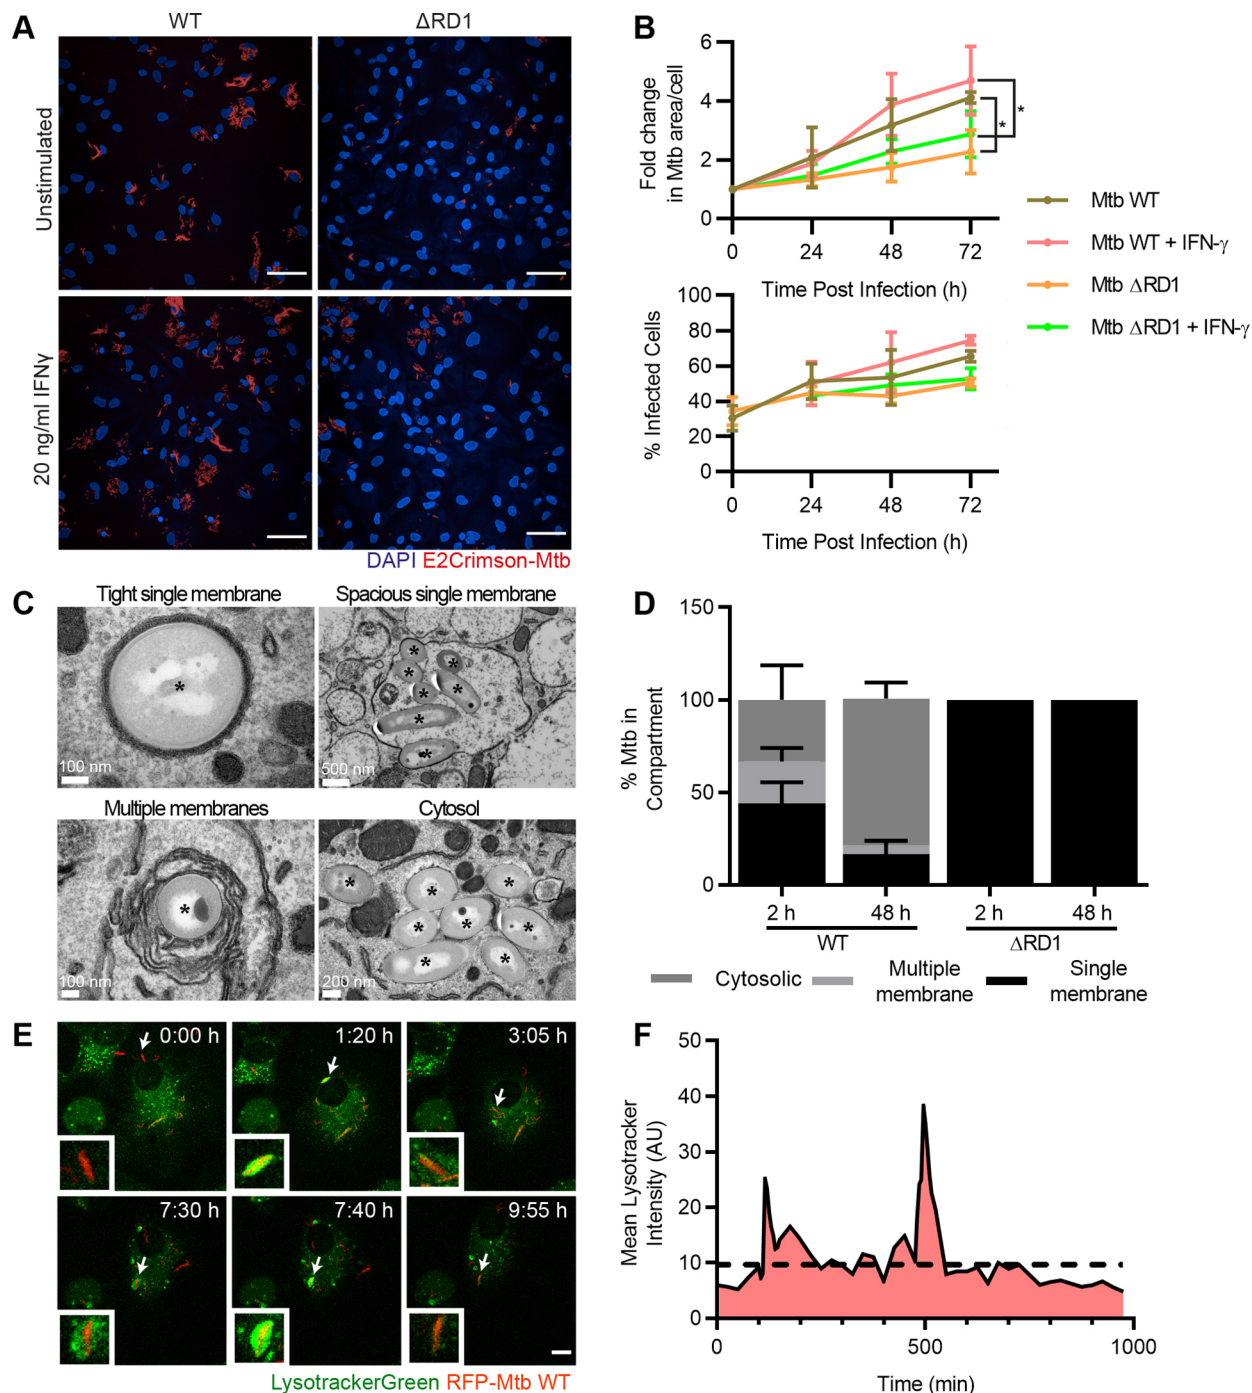 A
WT
ΔRD1
Unstimulated
20 ng/ml IFNγ
DAPI E2Crimson-Mtb
B
Fold change
in Mtb area/cell
6
4
2
0
0 24 48 72
Time Post Infection (h)
*
*
% Infected Cells
100
80
60
40
20
0
0 24 48 72
Time Post Infection (h)
Mtb WT
Mtb WT + IFN-γ
Mtb ΔRD1
Mtb ΔRD1 + IFN-γ
C
Tight single membrane
*
100 nm
Spacious single membrane
* * * * * * * *
500 nm
Multiple membranes
*
100 nm
Cytosol
* * * * * * * *
200 nm
D
% Mtb in
Compartment
150
100
50
0
2 h 48 h 2 h 48 h
WT ΔRD1
Cytosolic
Multiple
membrane
Single
membrane
E
0:00 h
1:20 h
3:05 h
7:30 h
7:40 h
9:55 h
LysotrackerGreen RFP-Mtb WT
F
Mean Lysotracker
Intensity (AU)
50
40
30
20
10
0
0 500 1000
Time (min)